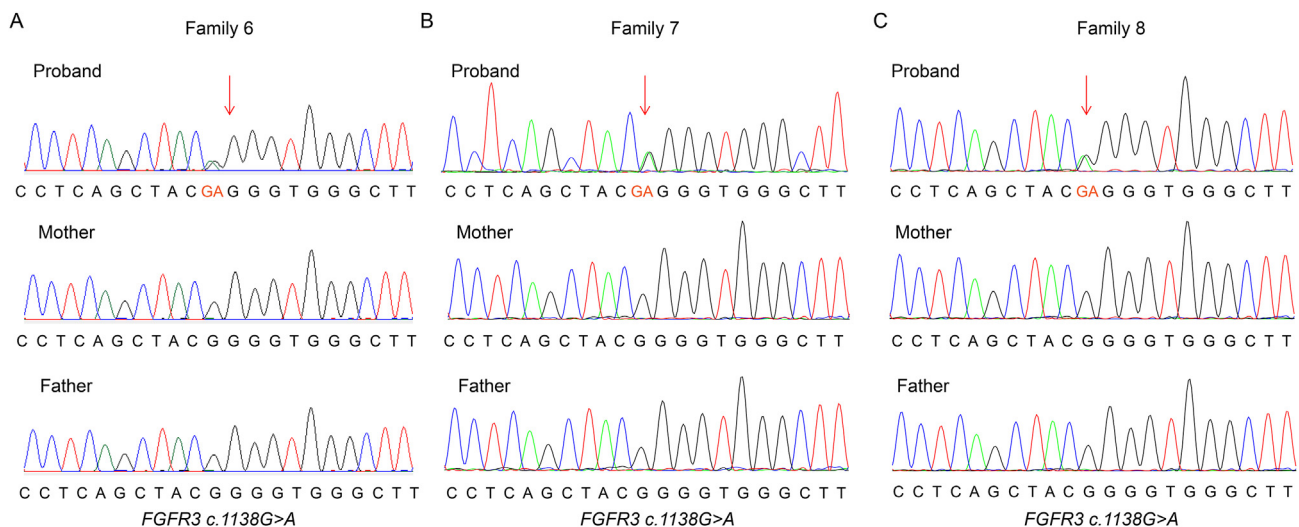 A
Family 6
Proband
C C T C A G C T A C GA G G G T G G G C T T
Mother
C C T C A G C T A C G G G G T G G G C T T
Father
C C T C A G C T A C G G G G T G G G C T T
FGFR3 c.1138G>A
B
Family 7
Proband
C C T C A G C T A C GA G G G T G G G C T T
Mother
C C T C A G C T A C G G G G T G G G C T T
Father
C C T C A G C T A C G G G G T G G G C T T
FGFR3 c.1138G>A
C
Family 8
Proband
C C T C A G C T A C GA G G G T G G G C T T
Mother
C C T C A G C T A C G G G G T G G G C T T
Father
C C T C A G C T A C G G G G T G G G C T T
FGFR3 c.1138G>A